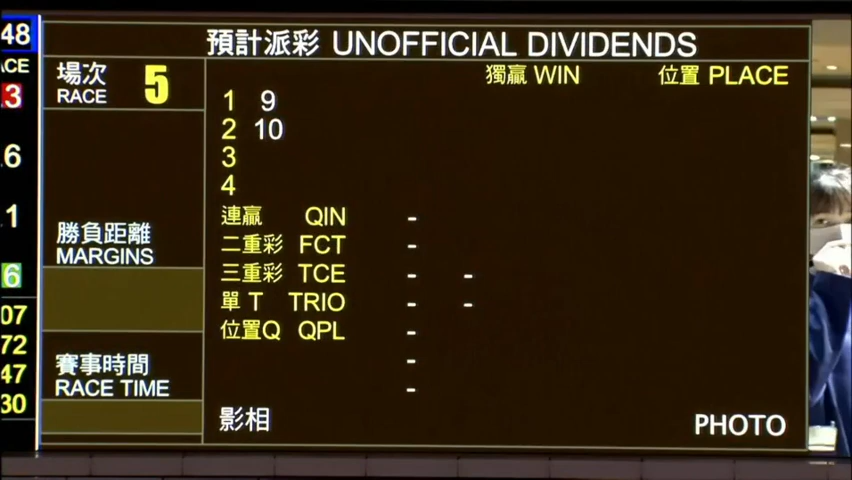 48
預計派彩 UNOFFICIAL DIVIDENDS
場次
RACE 5
獨贏 WIN 位置 PLACE
3
1 9
2 10
3
4
6
1
6
連贏 QIN -
二重彩 FCT -
三重彩 TCE - -
單 T TRIO - -
位置Q QPL -
-
-
勝負距離
MARGINS
賽事時間
RACE TIME
07
72
47
30
影相 PHOTO